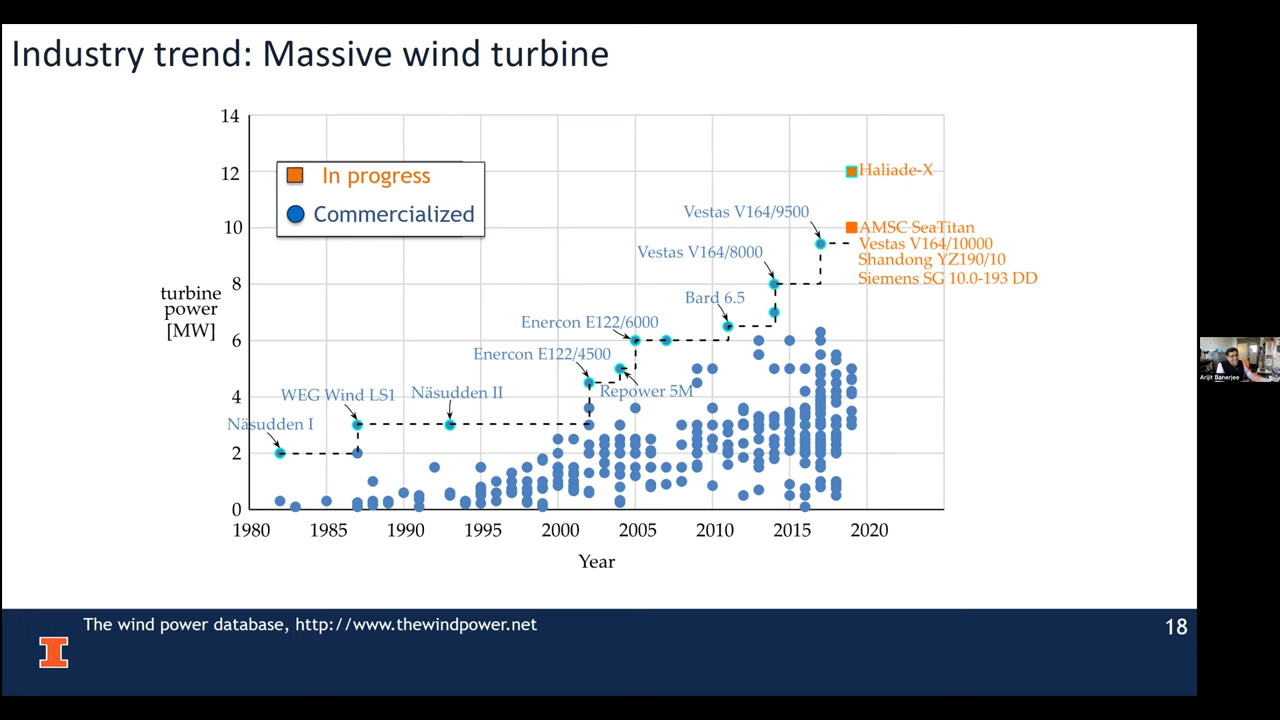 Industry trend: Massive wind turbine
14
12
10
8
6
4
2
0
turbine
power
[MW]
In progress
Commercialized
Haliade-X
Vestas V164/9500
AMSC SeaTitan
Vestas V164/10000
Shandong YZ190/10
Siemens SG 10.0-193 DD
Vestas V164/8000
Bard 6.5
Enercon E122/6000
Enercon E122/4500
Repower 5M
WEG Wind LS1
Näsudden II
Näsudden I
1980 1985 1990 1995 2000 2005 2010 2015 2020
Year
The wind power database, http://www.thewindpower.net
18
I
Arijit Banerjee